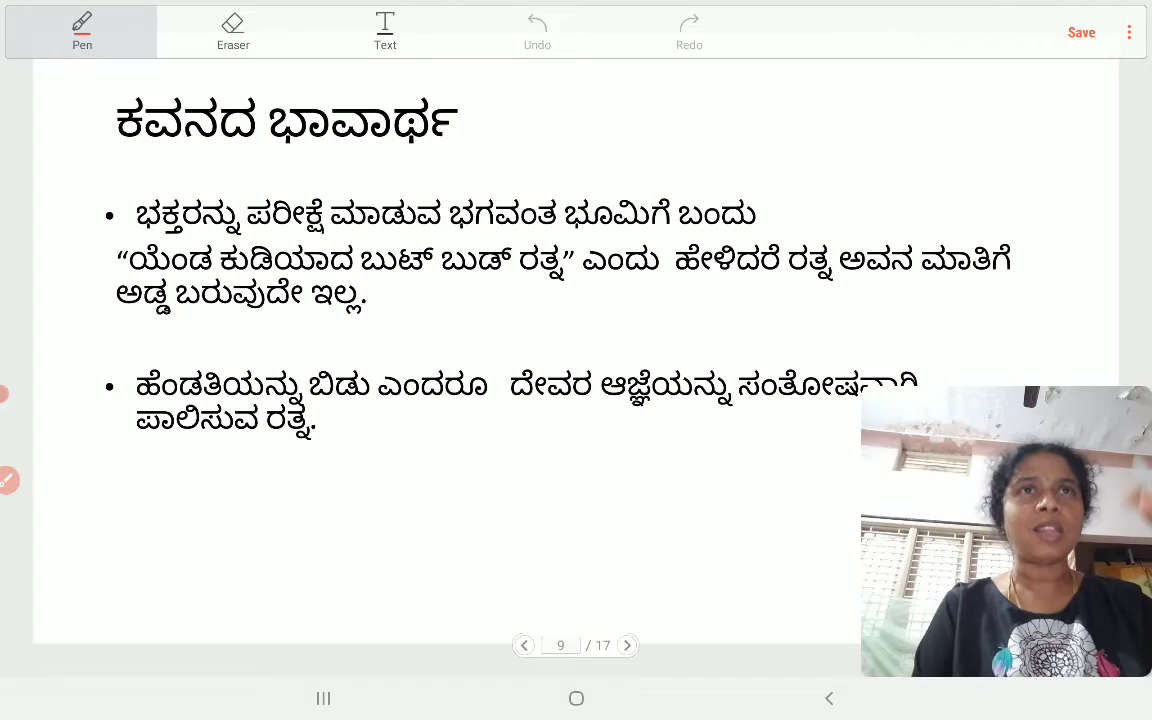 Pen Eraser Text Undo Redo Save
ಕವನದ ಭಾವಾರ್ಥ
• ಭಕ್ತರನ್ನು ಪರೀಕ್ಷೆ ಮಾಡುವ ಭಗವಂತ ಭೂಮಿಗೆ ಬಂದು
“ಯೆಂಡ ಕುಡಿಯಾದ ಬುಟ್ ಬುಡ್ ರತ್ನ” ಎಂದು ಹೇಳಿದರೆ ರತ್ನ ಅವನ ಮಾತಿಗೆ
ಅಡ್ಡ ಬರುವುದೇ ಇಲ್ಲ.
• ಹೆಂಡತಿಯನ್ನು ಬಿಡು ಎಂದರೂ ದೇವರ ಆಜ್ಞೆಯನ್ನು ಸಂತೋಷವಾಗಿ
ಪಾಲಿಸುವ ರತ್ನ.
9 / 17